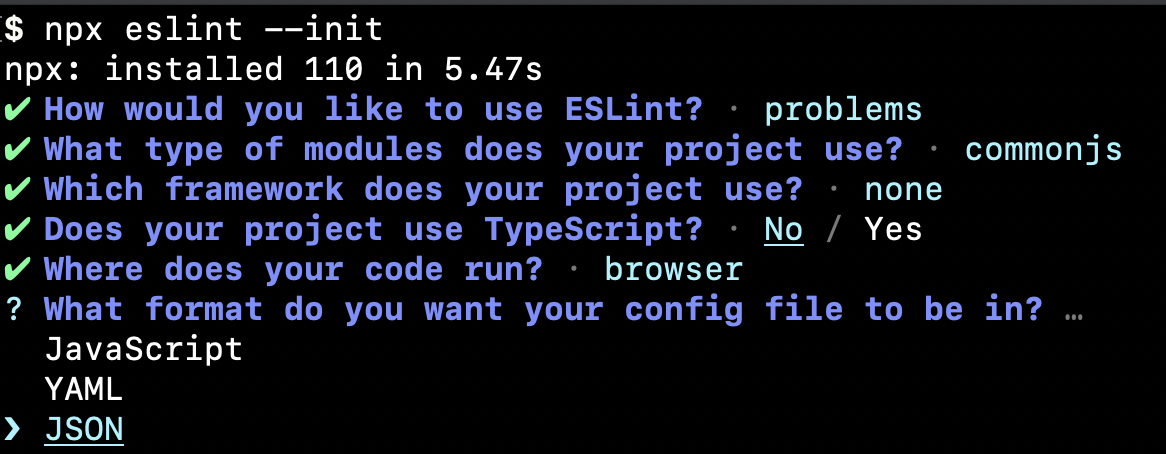 $ npx eslint --init
npx: installed 110 in 5.47s
✔ How would you like to use ESLint? · problems
✔ What type of modules does your project use? · commonjs
✔ Which framework does your project use? · none
✔ Does your project use TypeScript? · No / Yes
✔ Where does your code run? · browser
? What format do you want your config file to be in? …
JavaScript
YAML
❯ JSON